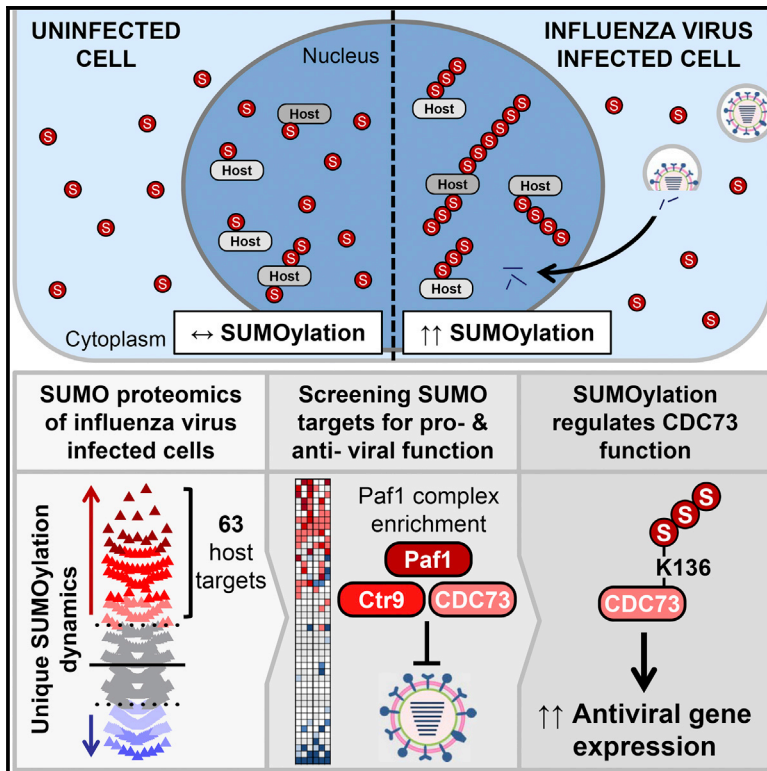 UNINFECTED
CELL
Nucleus
INFLUENZA VIRUS
INFECTED CELL
S
S
S
S
S
S
S
S
S
S
S
Host
S
S
S
Host
S
S
Host
S
S
S
Host
S
S
S
S
S
Host
S
S
S
S
S
S
Host
S
S
S
Host
S
S
S
S
S
S
Host
S
S
S
S
S
S
Cytoplasm
↔ SUMOylation
↑↑ SUMOylation
SUMO proteomics
of influenza virus
infected cells
Unique SUMOylation
dynamics
63
host
targets
Screening SUMO
targets for pro- &
anti- viral function
Paf1 complex
enrichment
Paf1
Ctr9
CDC73
SUMOylation
regulates CDC73
function
S
S
S
K136
CDC73
↑↑ Antiviral gene
expression